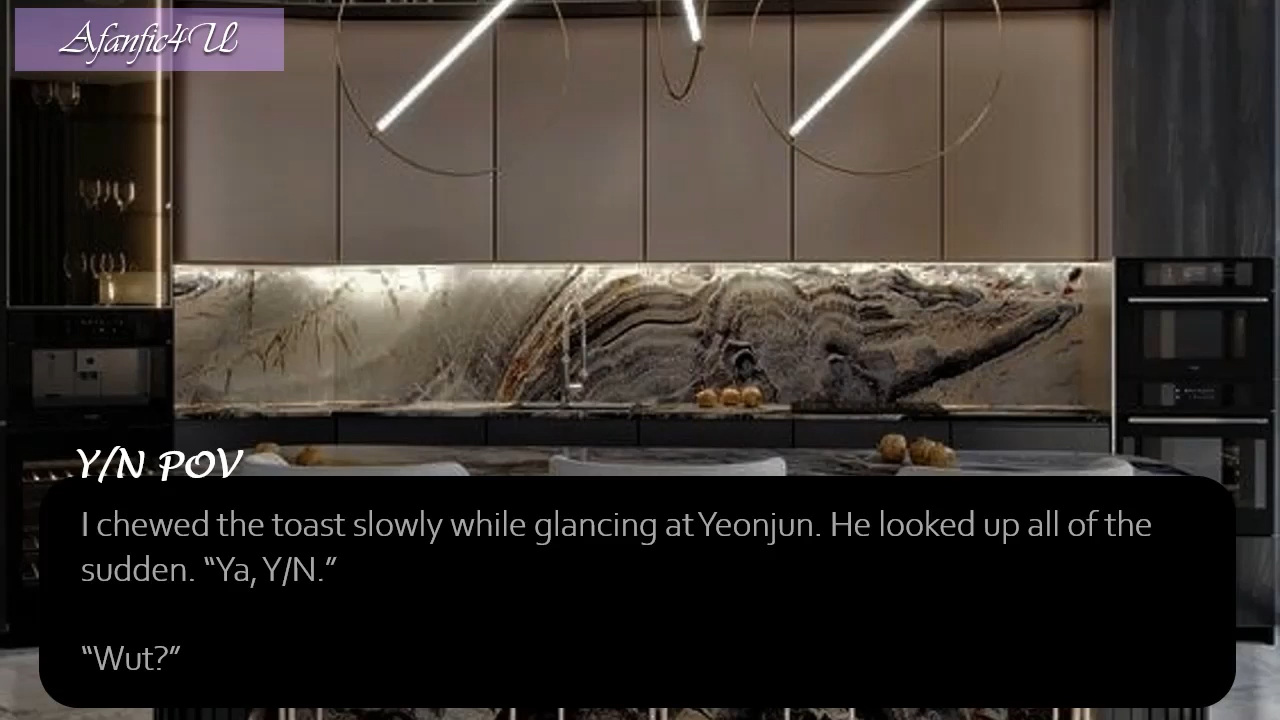 Afanfic4U
Y/N POV
I chewed the toast slowly while glancing at Yeonjun. He looked up all of the
sudden. “Ya, Y/N.”
“Wut?”